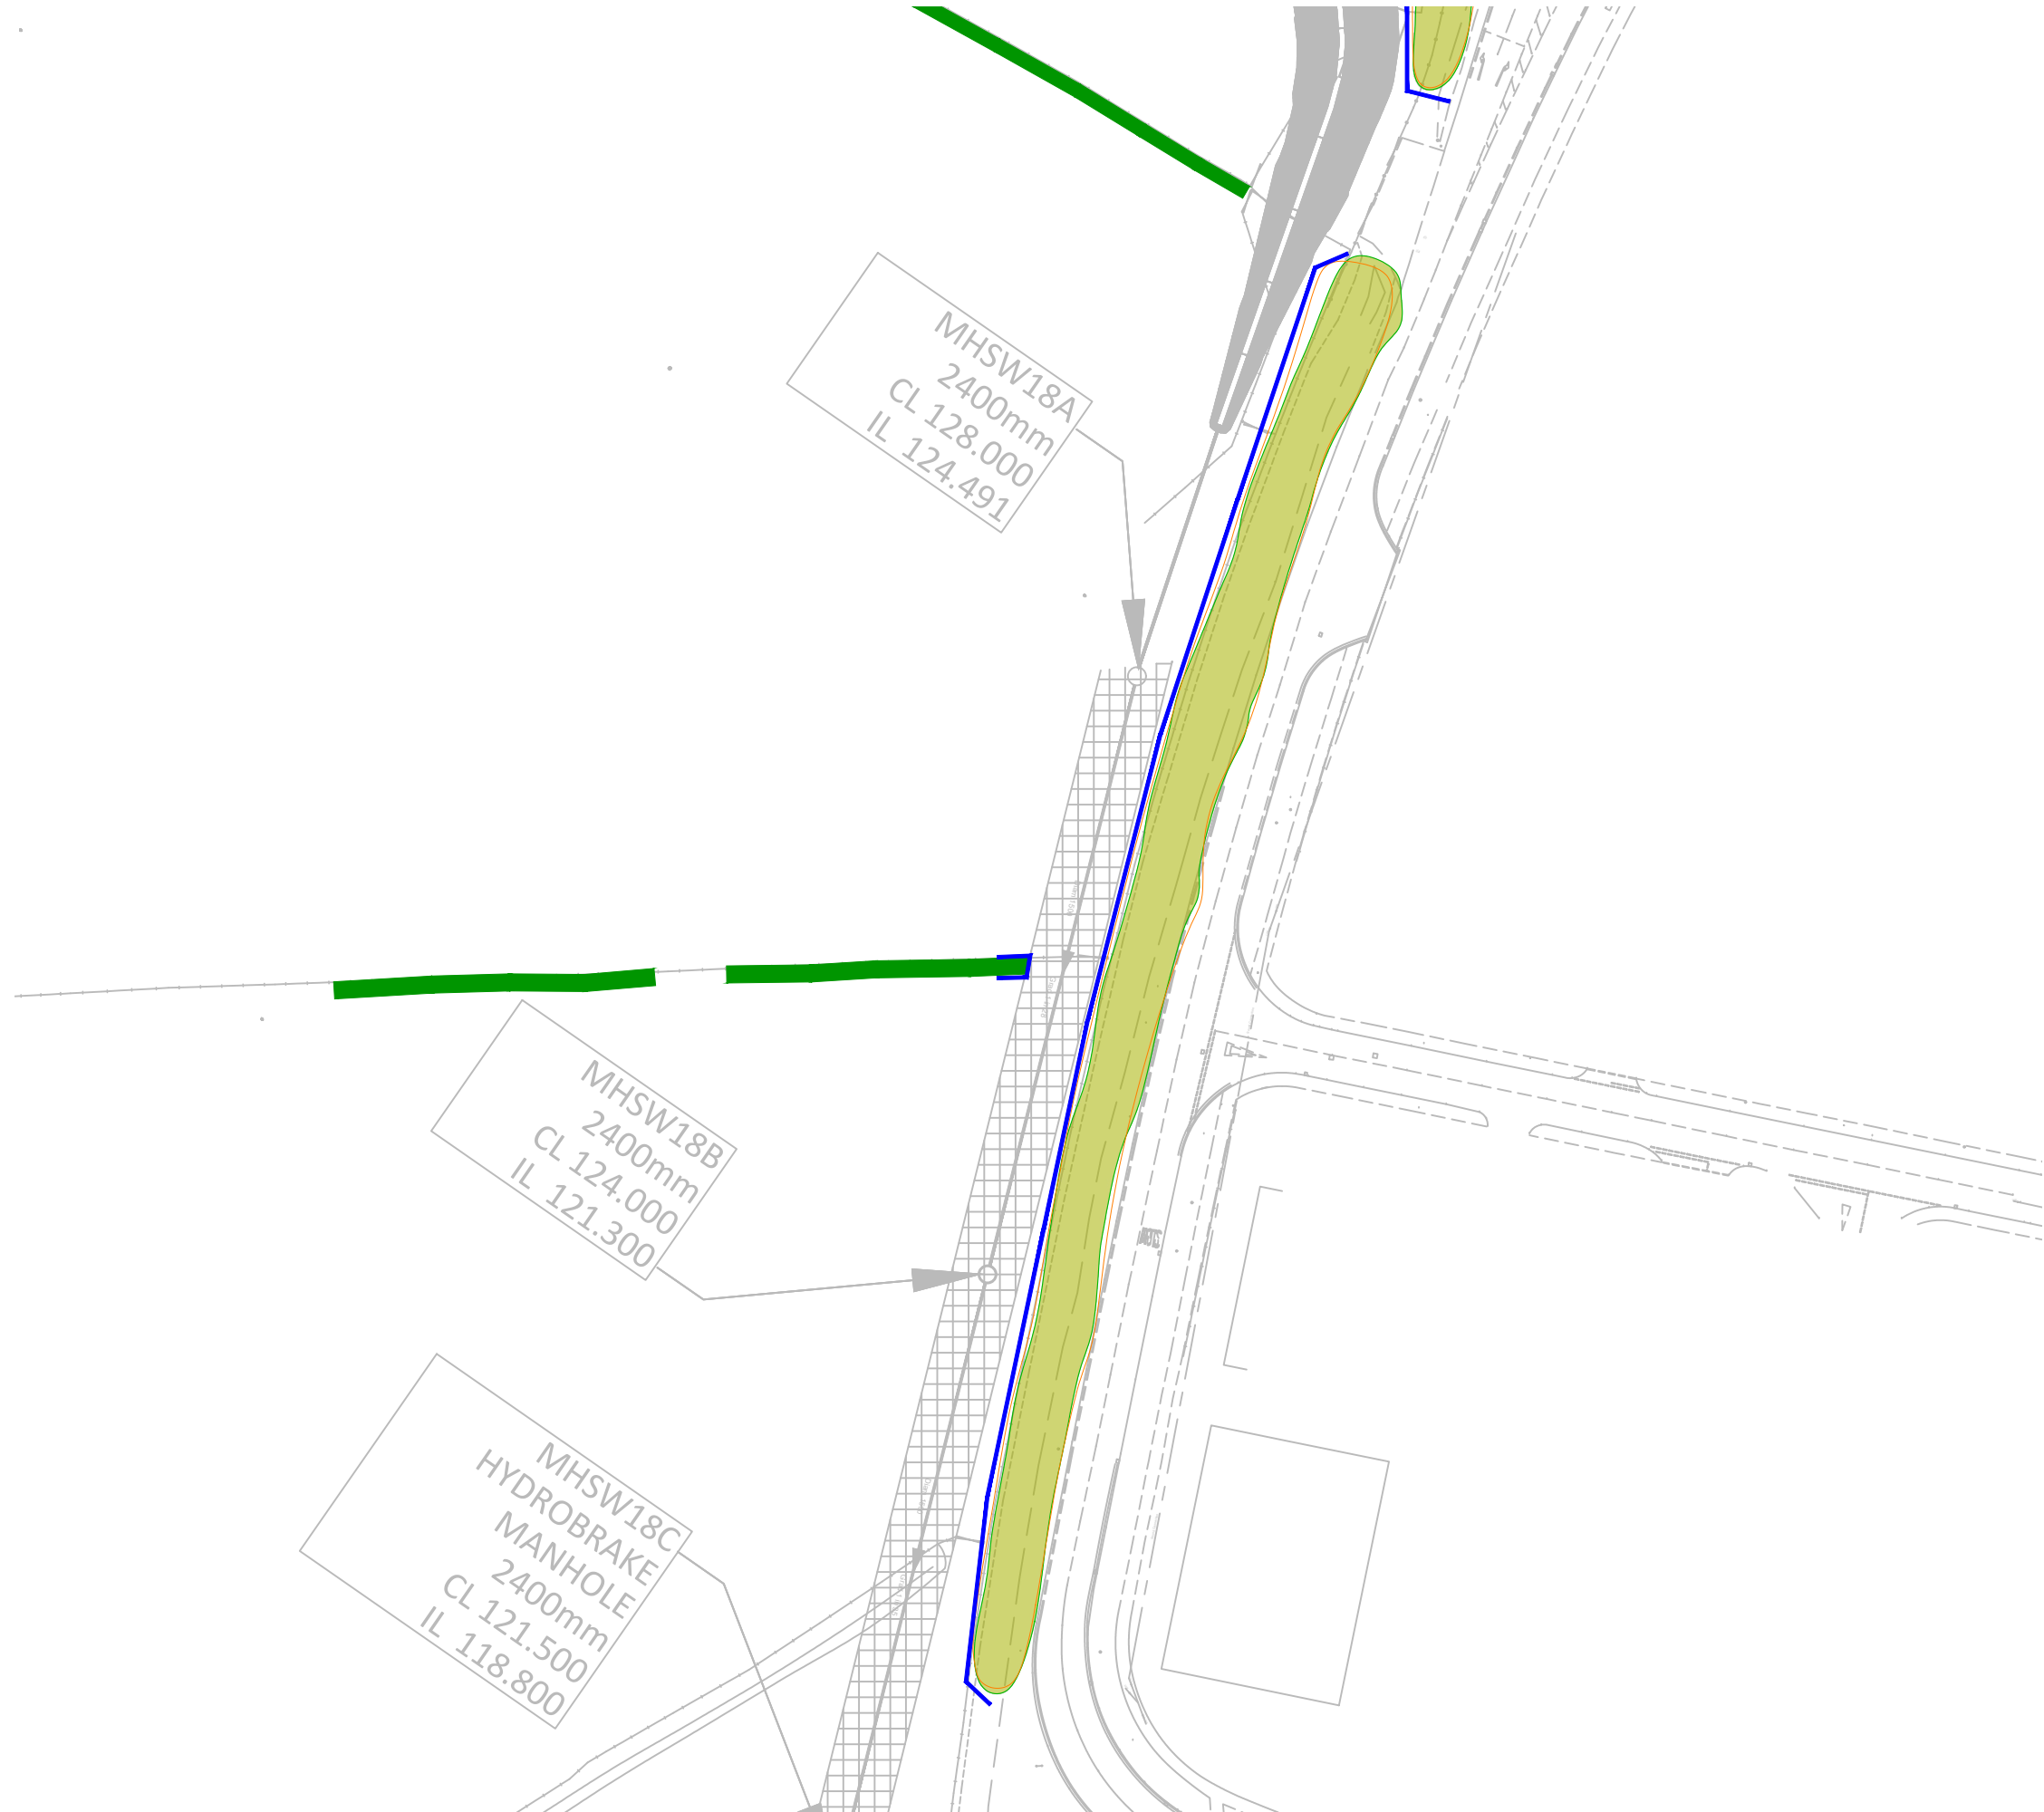 MHSW18A
2400mm
CL 128.000
IL 124.491
MHSW18B
2400mm
CL 124.000
IL 121.300
MHSW18C
HYDROBRAKE
MANHOLE
2400mm
CL 121.500
IL 118.800